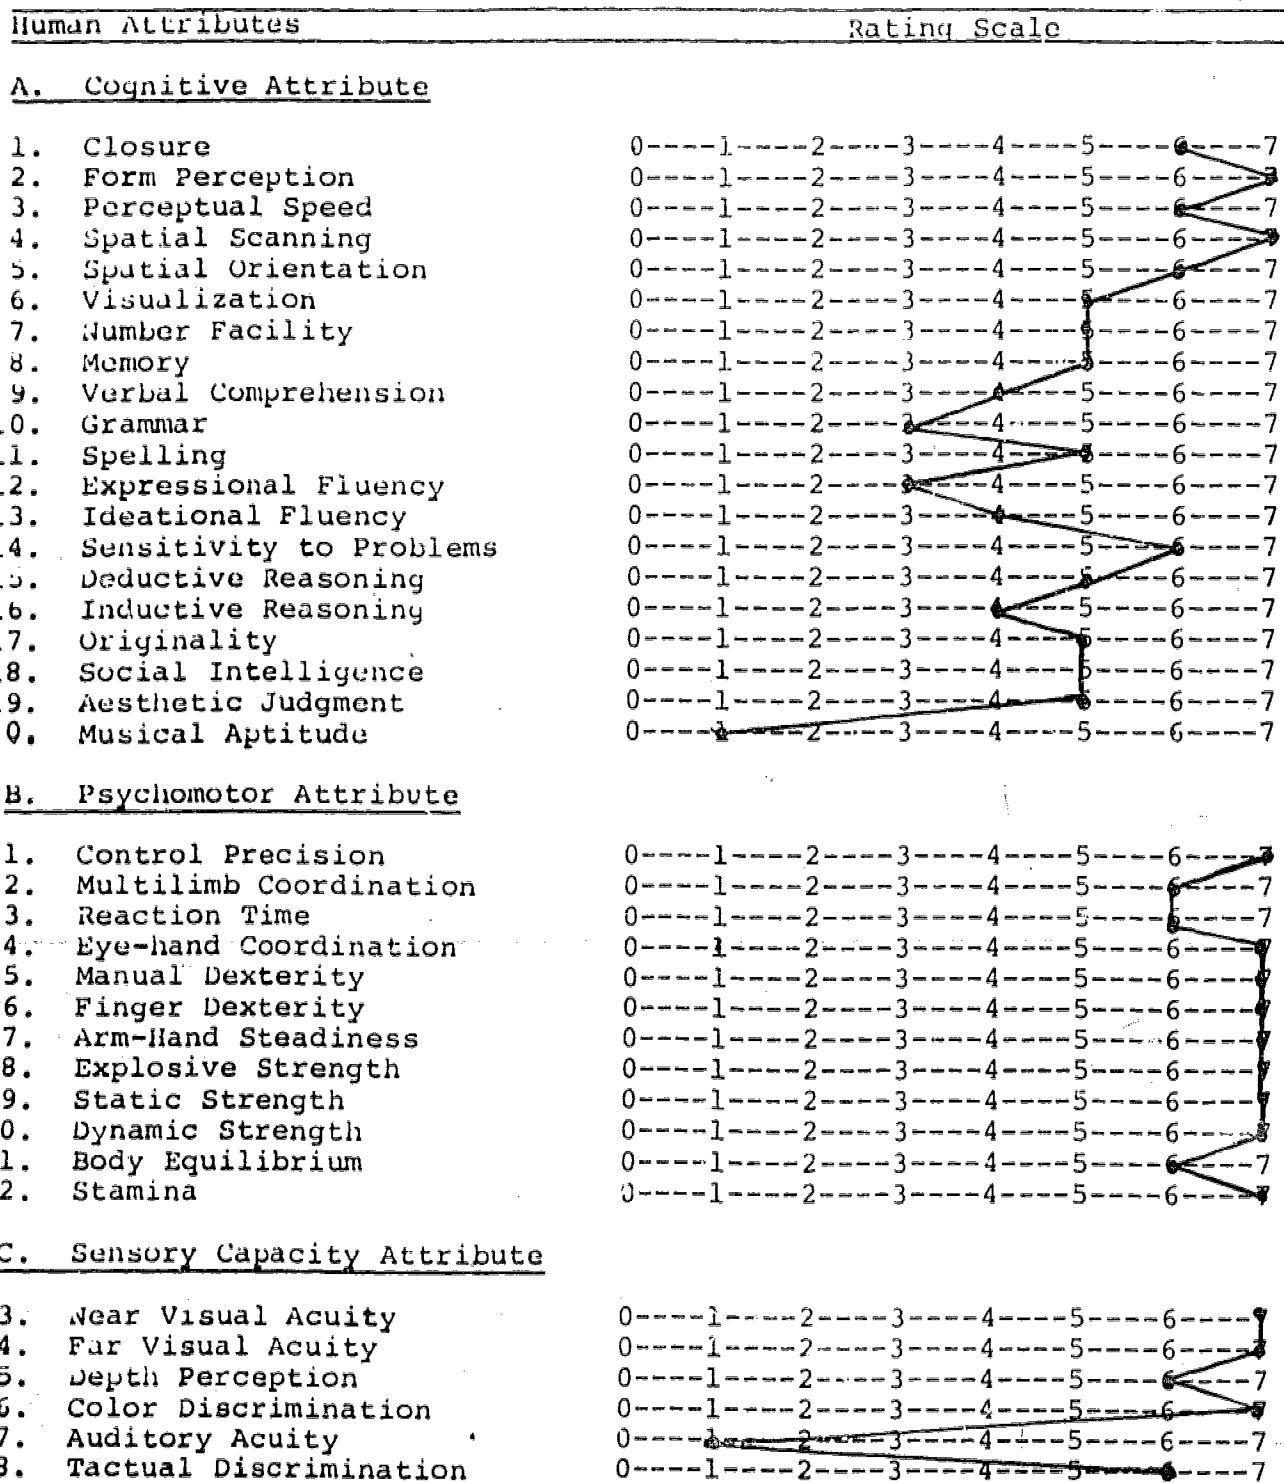 Human Attributes Rating Scale
A. Cognitive Attribute
1. Closure 0----1----2----3----4----5----6----7
2. Form Perception 0----1----2----3----4----5----6----7
3. Perceptual Speed 0----1----2----3----4----5----6----7
4. Spatial Scanning 0----1----2----3----4----5----6----7
5. Spatial Orientation 0----1----2----3----4----5----6----7
6. Visualization 0----1----2----3----4----5----6----7
7. Number Facility 0----1----2----3----4----5----6----7
8. Memory 0----1----2----3----4----5----6----7
9. Verbal Comprehension 0----1----2----3----4----5----6----7
0. Grammar 0----1----2----3----4----5----6----7
1. Spelling 0----1----2----3----4----5----6----7
2. Expressional Fluency 0----1----2----3----4----5----6----7
3. Ideational Fluency 0----1----2----3----4----5----6----7
4. Sensitivity to Problems 0----1----2----3----4----5----6----7
5. Deductive Reasoning 0----1----2----3----4----5----6----7
6. Inductive Reasoning 0----1----2----3----4----5----6----7
7. Originality 0----1----2----3----4----5----6----7
8. Social Intelligence 0----1----2----3----4----5----6----7
9. Aesthetic Judgment 0----1----2----3----4----5----6----7
0. Musical Aptitude 0----1----2----3----4----5----6----7
B. Psychomotor Attribute
1. Control Precision 0----1----2----3----4----5----6----7
2. Multilimb Coordination 0----1----2----3----4----5----6----7
3. Reaction Time 0----1----2----3----4----5----6----7
4. Eye-hand Coordination 0----1----2----3----4----5----6----7
5. Manual Dexterity 0----1----2----3----4----5----6----7
6. Finger Dexterity 0----1----2----3----4----5----6----7
7. Arm-Hand Steadiness 0----1----2----3----4----5----6----7
8. Explosive Strength 0----1----2----3----4----5----6----7
9. Static Strength 0----1----2----3----4----5----6----7
0. Dynamic Strength 0----1----2----3----4----5----6----7
1. Body Equilibrium 0----1----2----3----4----5----6----7
2. Stamina 0----1----2----3----4----5----6----7
C. Sensory Capacity Attribute
3. Near Visual Acuity 0----1----2----3----4----5----6----7
4. Far Visual Acuity 0----1----2----3----4----5----6----7
5. Depth Perception 0----1----2----3----4----5----6----7
6. Color Discrimination 0----1----2----3----4----5----6----7
7. Auditory Acuity 0----1----2----3----4----5----6----7
8. Tactual Discrimination 0----1----2----3----4----5----6----7